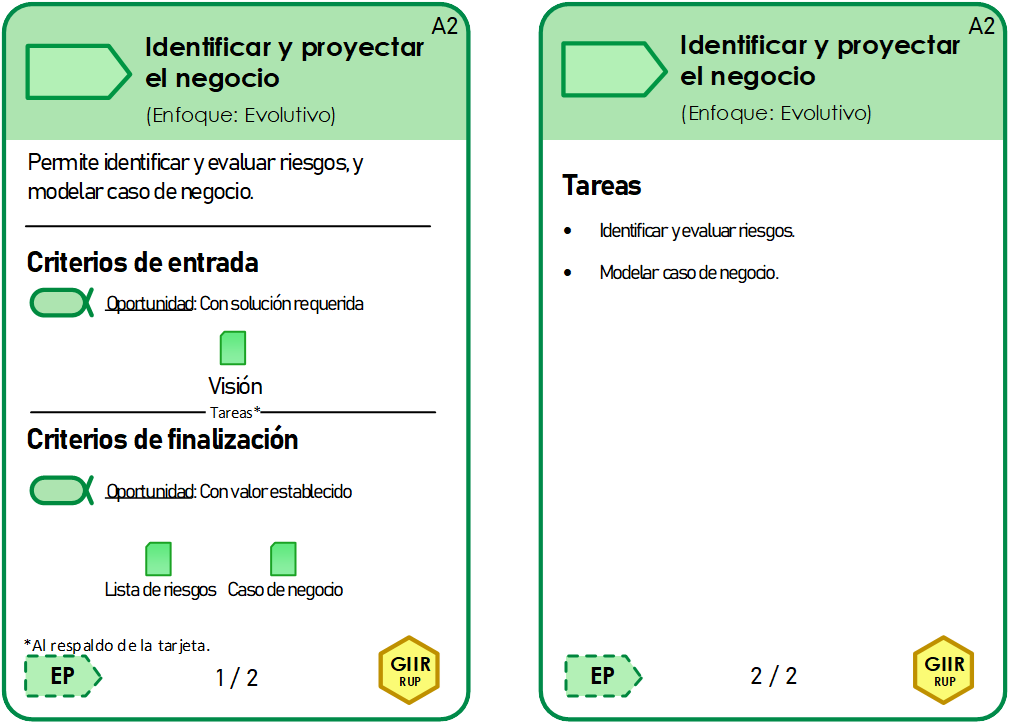 A2
Identificar y proyectar
el negocio
(Enfoque: Evolutivo)
Permite identificar y evaluar riesgos, y
modelar caso de negocio.
Criterios de entrada
Oportunidad: Con solución requerida
Visión
Tareas*
Criterios de finalización
Oportunidad: Con valor establecido
Lista de riesgos Caso de negocio
*Al respaldo de la tarjeta.
EP
1 / 2
GIIR
RUP
A2
Identificar y proyectar
el negocio
(Enfoque: Evolutivo)
Tareas
• Identificar y evaluar riesgos.
• Modelar caso de negocio.
EP
2 / 2
GIIR
RUP